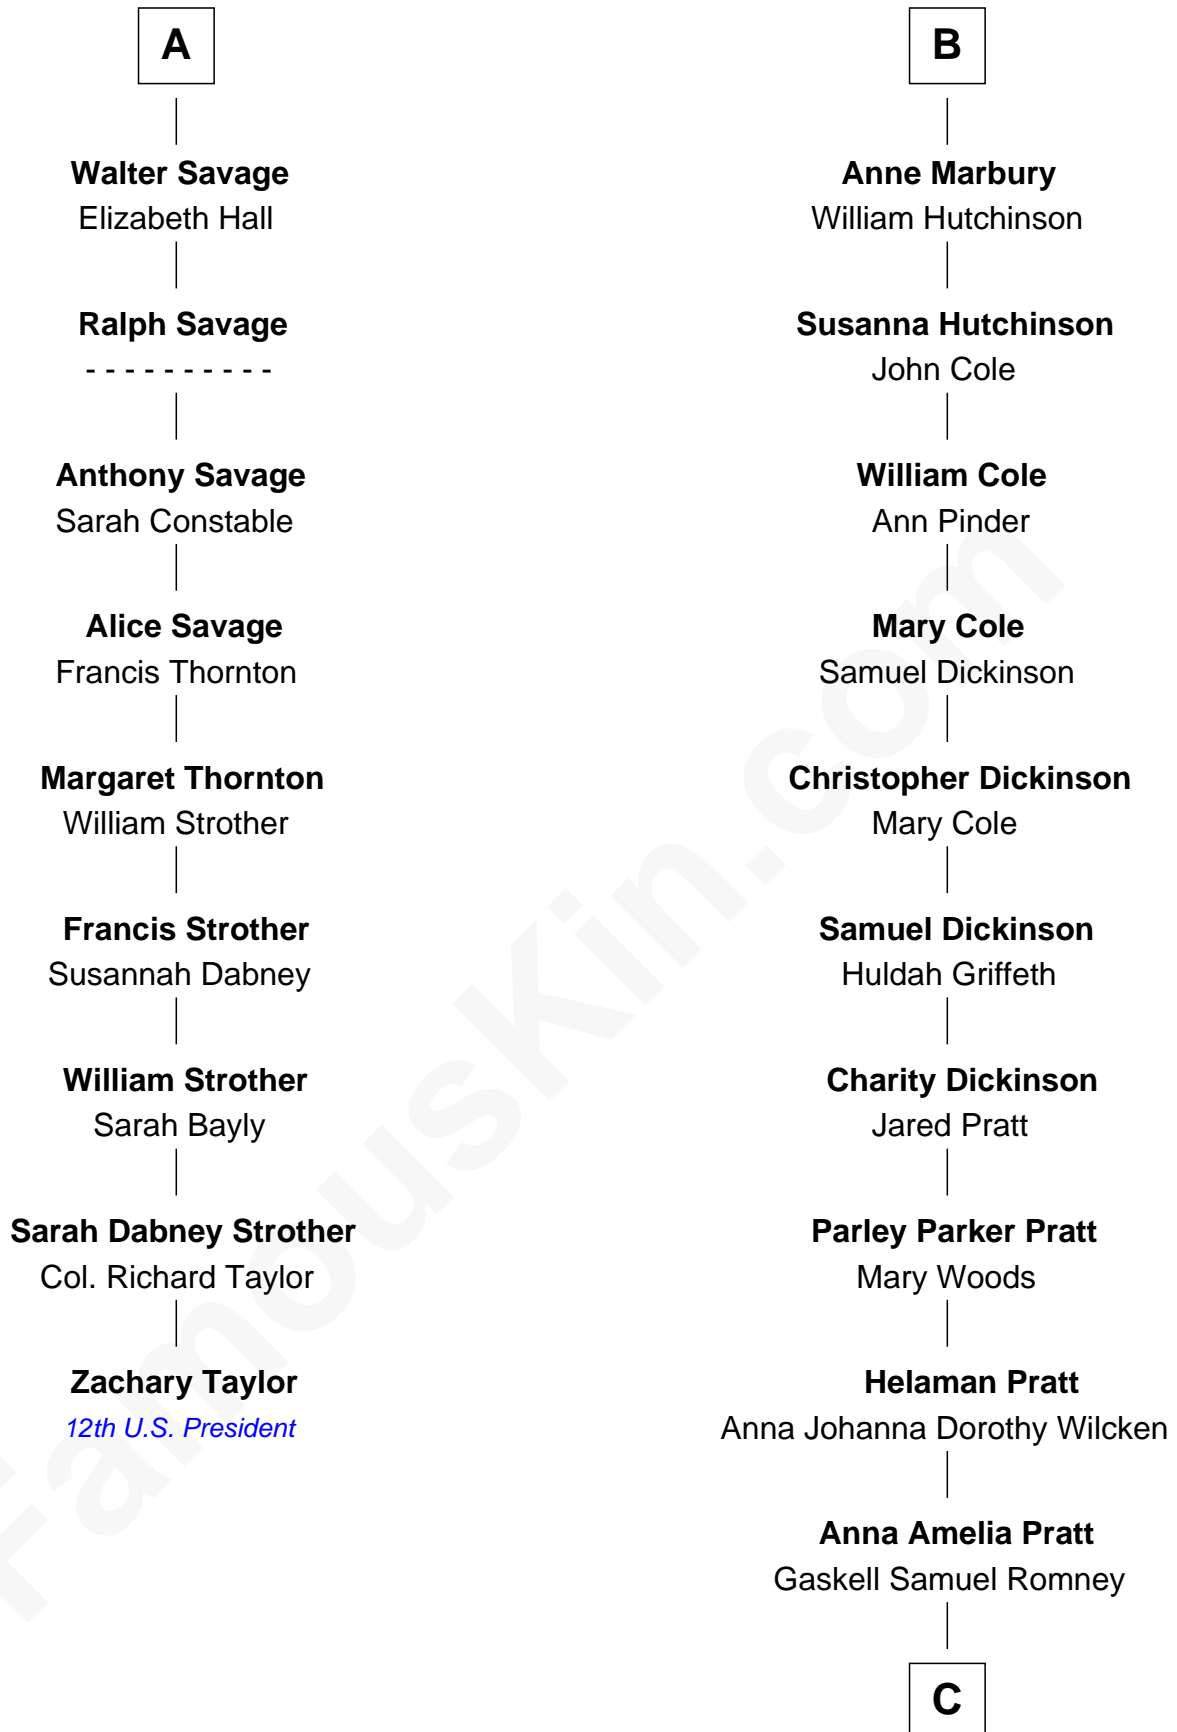 A
Walter Savage
Elizabeth Hall
Ralph Savage
- - - - - - - - - -
Anthony Savage
Sarah Constable
Alice Savage
Francis Thornton
Margaret Thornton
William Strother
Francis Strother
Susannah Dabney
William Strother
Sarah Bayly
Sarah Dabney Strother
Col. Richard Taylor
Zachary Taylor
12th U.S. President
B
Anne Marbury
William Hutchinson
Susanna Hutchinson
John Cole
William Cole
Ann Pinder
Mary Cole
Samuel Dickinson
Christopher Dickinson
Mary Cole
Samuel Dickinson
Huldah Griffeth
Charity Dickinson
Jared Pratt
Parley Parker Pratt
Mary Woods
Helaman Pratt
Anna Johanna Dorothy Wilcken
Anna Amelia Pratt
Gaskell Samuel Romney
C
FamousKin.com